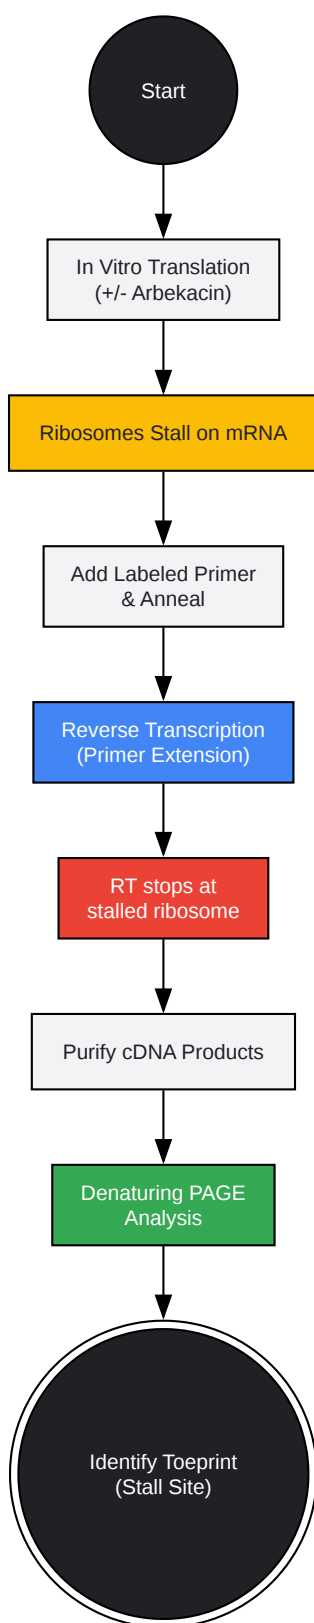 Start
In Vitro Translation
(+/- Arbekacin)
Ribosomes Stall on mRNA
Add Labeled Primer
& Anneal
Reverse Transcription
(Primer Extension)
RT stops at
stalled ribosome
Purify cDNA Products
Denaturing PAGE
Analysis
Identify Toeprint
(Stall Site)